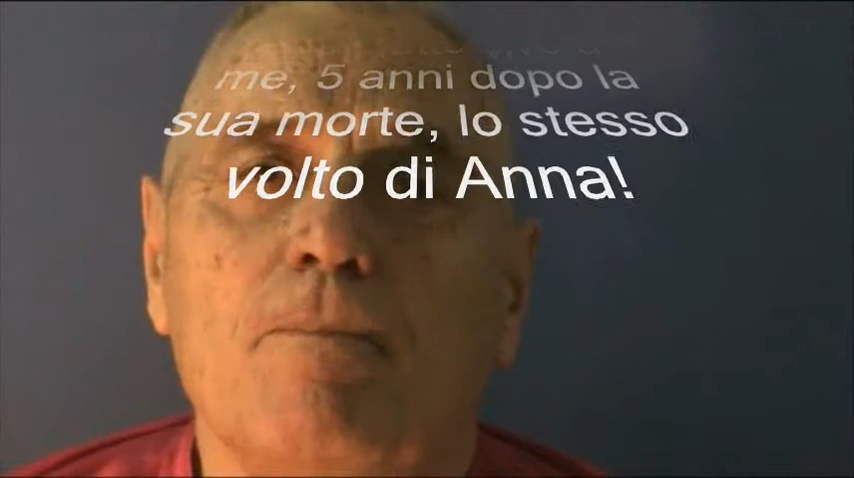 me, 5 anni dopo la
sua morte, lo stesso
volto di Anna!